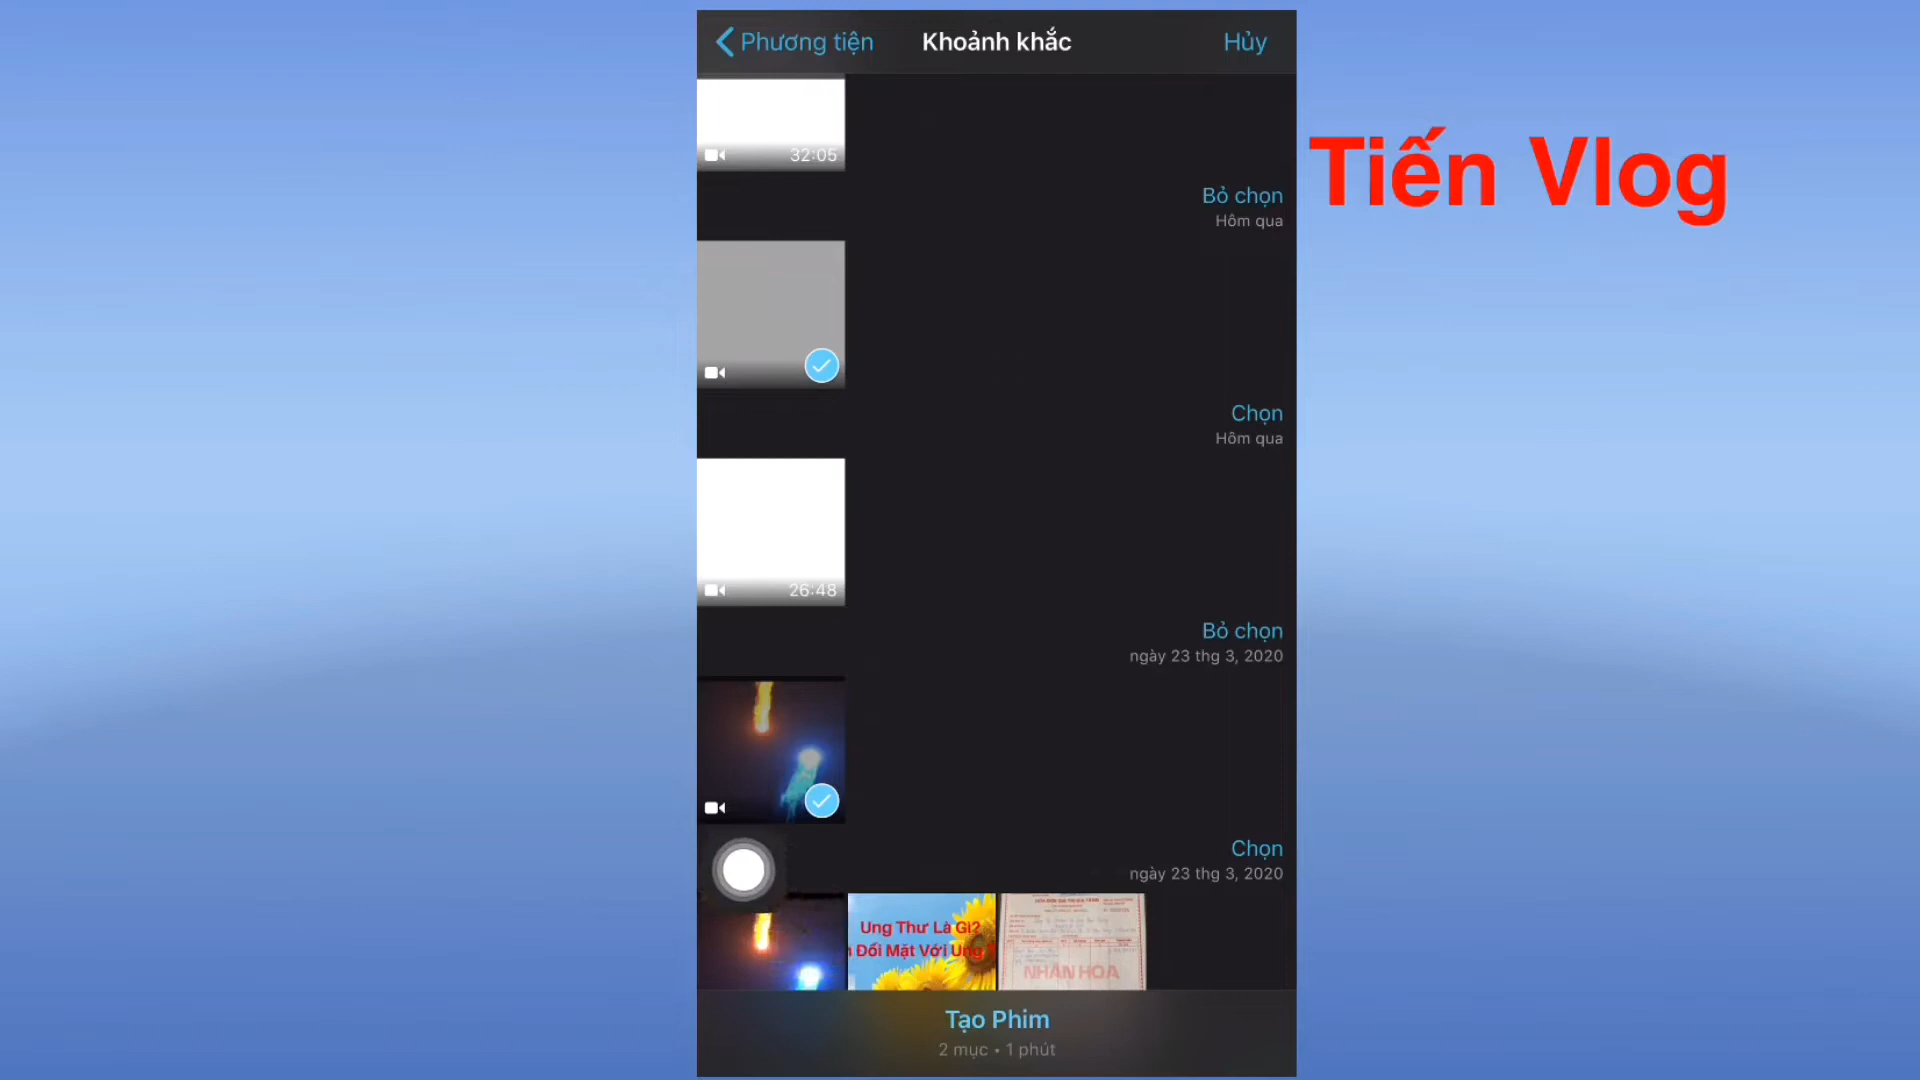 Phương tiện
Khoảnh khắc
Hủy
Tiến Vlog
32:05
Bỏ chọn
Hôm qua
Chọn
Hôm qua
26:48
Bỏ chọn
ngày 23 thg 3, 2020
Chọn
ngày 23 thg 3, 2020
Ung Thư Là Gì?
Đối Mặt Với Ung
NHÂN HÒA
Tạo Phim
2 mục • 1 phút